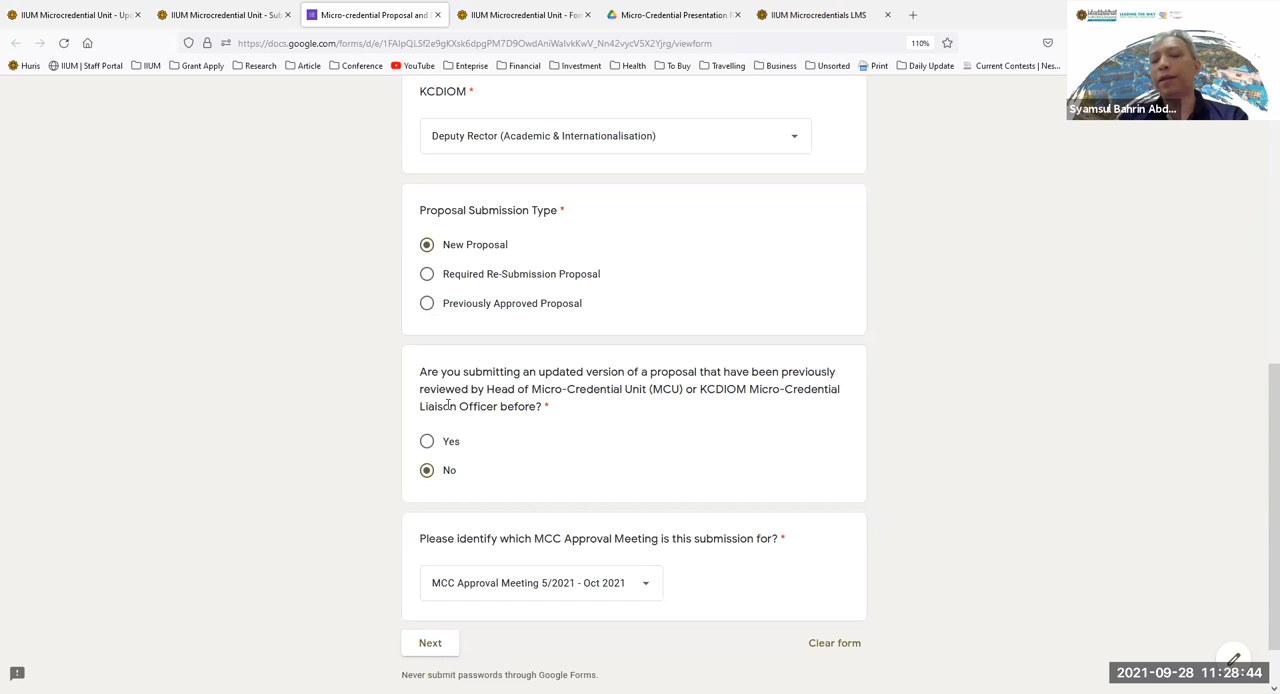 IIUM Microcredential Unit - Up
IIUM Microcredential Unit - Sub
Micro-credential Proposal and
IIUM Microcredential Unit - For
Micro-Credential Presentation
IIUM Microcredentials LMS
https://docs.google.com/forms/d/e/
/viewform
110%
Huris
IIUM | Staff Portal
IIUM
Grant Apply
Research
Article
Conference
YouTube
Enteprise
Financial
Investment
Health
To Buy
Travelling
Business
Unsorted
Print
Daily Update
Current Contests | Nes...
LEADING THE WAY
Syamsul Bahrin Abd...
KCDIOM *
Deputy Rector (Academic & Internationalisation)
Proposal Submission Type *
New Proposal
Required Re-Submission Proposal
Previously Approved Proposal
Are you submitting an updated version of a proposal that have been previously
reviewed by Head of Micro-Credential Unit (MCU) or KCDIOM Micro-Credential
Liaison Officer before? *
Yes
No
Please identify which MCC Approval Meeting is this submission for? *
MCC Approval Meeting 5/2021 - Oct 2021
Next
Clear form
Never submit passwords through Google Forms.
2021-09-28 11:28:44